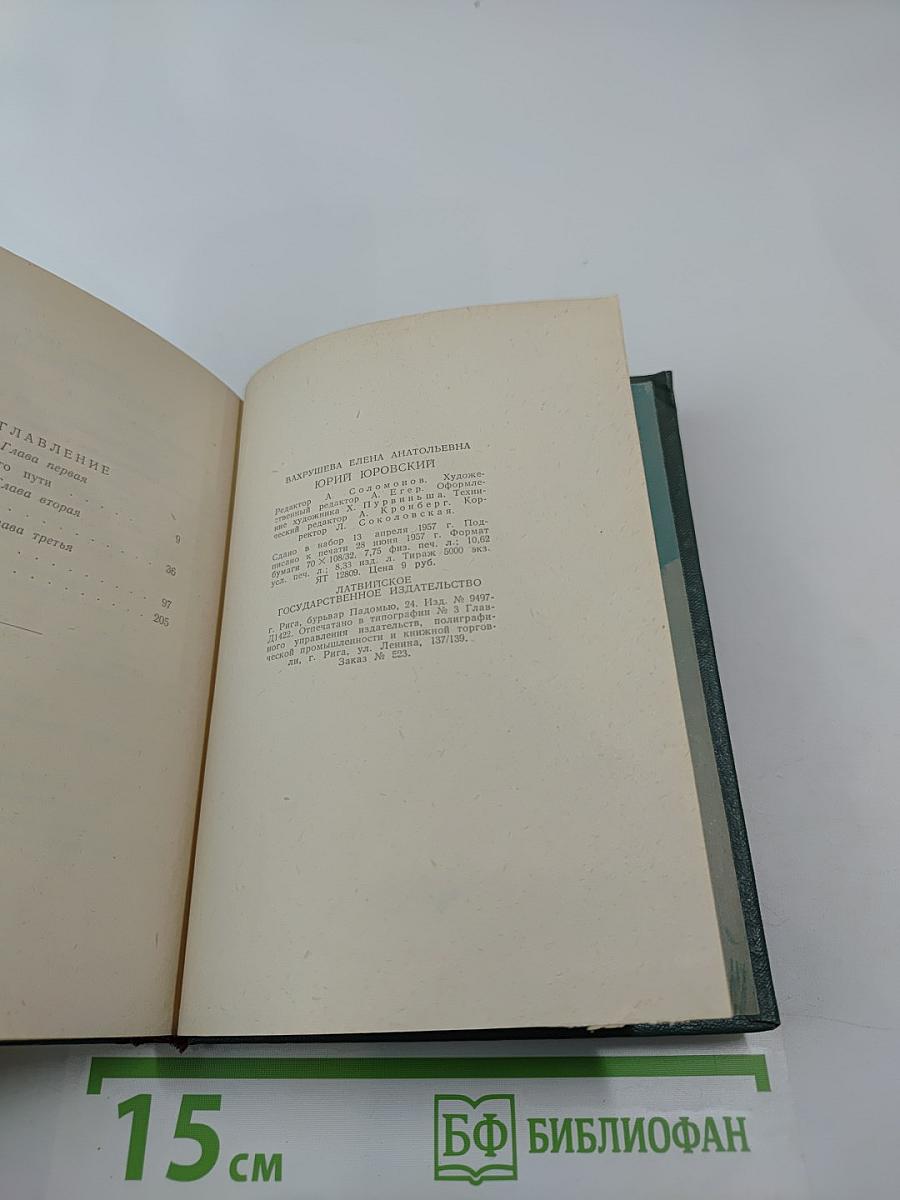 ГЛАВЛЕНИЕ
Глава первая
го пути . . .
Глава вторая
9
ава третья
36
97
205
ВАХРУШЕВА ЕЛЕНА АНАТОЛЬЕВНА
ЮРИЙ ЮРОВСКИЙ
Редактор А. Соломонов. Художе-
ственный редактор А. Егер. Оформле-
ние художника Х. Пурвиньша. Техни-
ческий редактор А. Кронберг. Кор-
ректор Л. Соколовская.
Сдано в набор 13 апреля 1957 г. Под-
писано к печати 28 июня 1957 г. Формат
бумаги 70×108/32. 7,75 физ. печ. л.; 10,62
усл. печ. л.; 8,33 изд. л. Тираж 5000 экз.
ЯТ 12809. Цена 9 руб.
ЛАТВИЙСКОЕ
ГОСУДАРСТВЕННОЕ ИЗДАТЕЛЬСТВО
г. Рига, бульвар Падомью, 24. Изд. № 9497-
Д1422. Отпечатано в типографии № 3 Глав-
ного управления издательств, полиграфи-
ческой промышленности и книжной торгов-
ли, г. Рига, ул. Ленина, 137/139.
Заказ № 523.
15 см
БФ БИБЛИОФАН